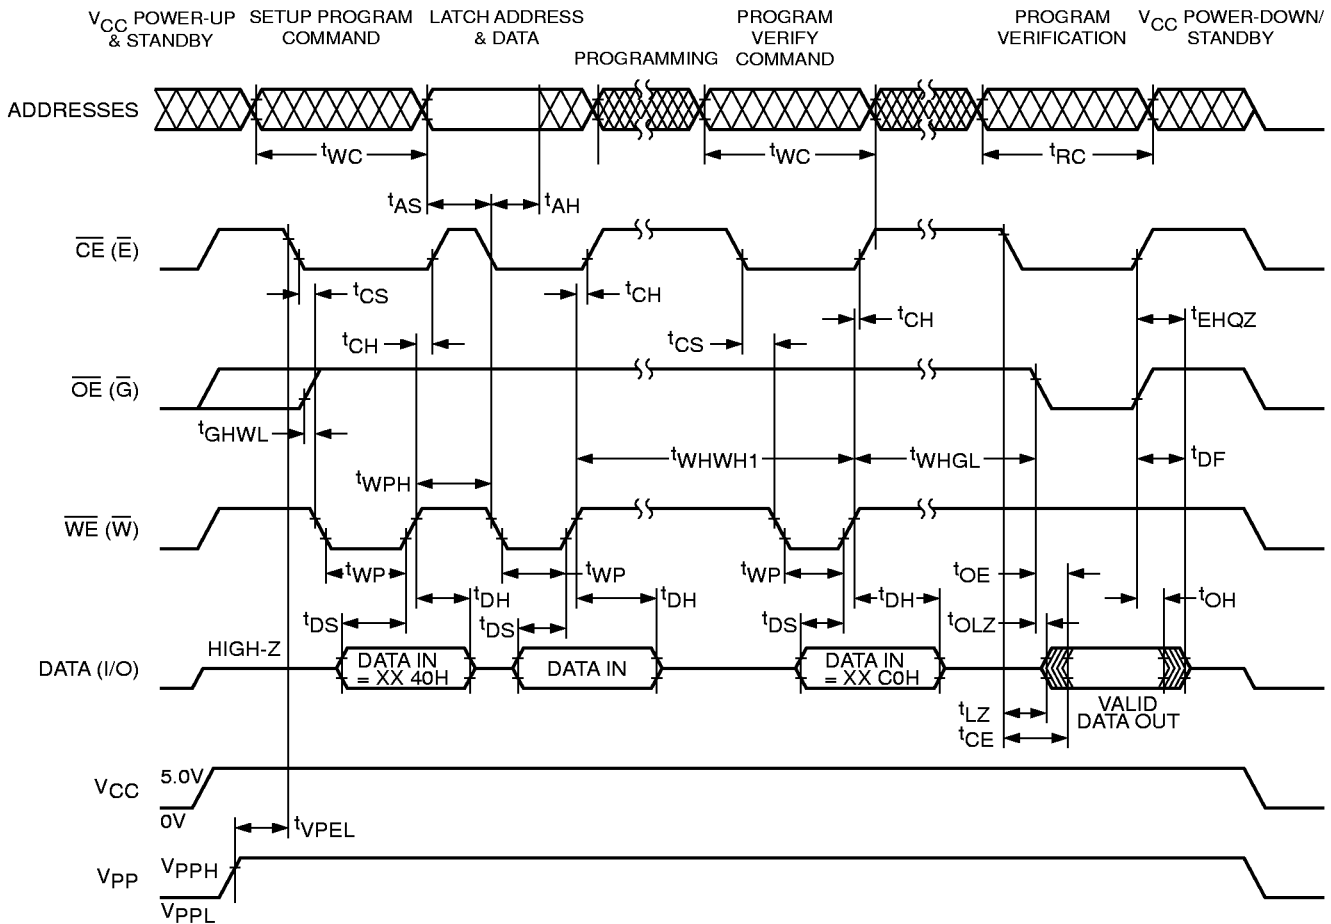 VCC POWER-UP & STANDBY
SETUP PROGRAM COMMAND
LATCH ADDRESS & DATA
PROGRAMMING
PROGRAM VERIFY COMMAND
PROGRAM VERIFICATION
VCC POWER-DOWN/ STANDBY
ADDRESSES
tWC
tWC
tRC
tAS
tAH
CE (E)
tCS
tCH
tCH
tEHQZ
tCH
tCS
OE (G)
tGHWL
tWHWH1
tWHGL
tDF
tWPH
WE (W)
tWP
tWP
tWP
tOE
tDH
tDH
tDH
tOH
tDS
tDS
tDS
tOLZ
HIGH-Z
DATA (I/O)
DATA IN = XX 40H
DATA IN
DATA IN = XX C0H
VALID DATA OUT
tLZ
tCE
VCC
5.0V
0V
tVPEL
VPP
VPPH
VPPL